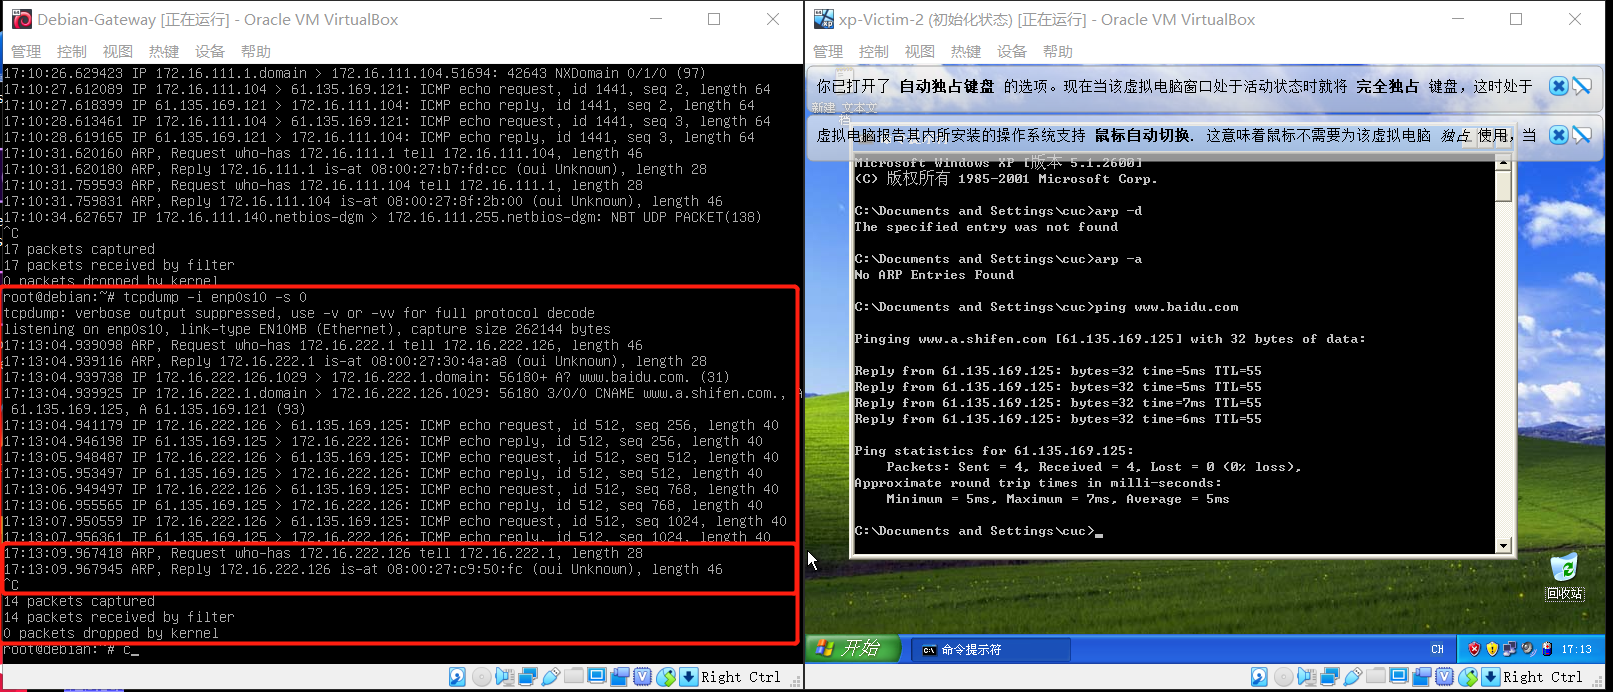 Debian-Gateway [正在运行] - Oracle VM VirtualBox
管理 控制 视图 热键 设备 帮助
17:10:26.629423 IP 172.16.111.1.domain > 172.16.111.104.51694: 42643 NXDomain 0/1/0 (97)
17:10:27.612089 IP 172.16.111.104 > 61.135.169.121: ICMP echo request, id 1441, seq 2, length 64
17:10:27.618399 IP 61.135.169.121 > 172.16.111.104: ICMP echo reply, id 1441, seq 2, length 64
17:10:28.613461 IP 172.16.111.104 > 61.135.169.121: ICMP echo request, id 1441, seq 3, length 64
17:10:28.619165 IP 61.135.169.121 > 172.16.111.104: ICMP echo reply, id 1441, seq 3, length 64
17:10:31.620160 ARP, Request who-has 172.16.111.1 tell 172.16.111.104, length 46
17:10:31.620180 ARP, Reply 172.16.111.1 is-at 08:00:27:b7:fd:cc (oui Unknown), length 28
17:10:31.759593 ARP, Request who-has 172.16.111.104 tell 172.16.111.1, length 28
17:10:31.759831 ARP, Reply 172.16.111.104 is-at 08:00:27:8f:2b:00 (oui Unknown), length 46
17:10:34.627657 IP 172.16.111.140.netbios-dgm > 172.16.111.255.netbios-dgm: NBT UDP PACKET(138)
^C
17 packets captured
17 packets received by filter
0 packets dropped by kernel
root@debian:~# tcpdump -i enp0s10 -s 0
tcpdump: verbose output suppressed, use -v or -vv for full protocol decode
listening on enp0s10, link-type EN10MB (Ethernet), capture size 262144 bytes
17:13:04.939098 ARP, Request who-has 172.16.222.1 tell 172.16.222.126, length 46
17:13:04.939116 ARP, Reply 172.16.222.1 is-at 08:00:27:30:4a:a8 (oui Unknown), length 28
17:13:04.939738 IP 172.16.222.126.1029 > 172.16.222.1.domain: 56180+ A? www.baidu.com. (31)
17:13:04.939925 IP 172.16.222.1.domain > 172.16.222.126.1029: 56180 3/0/0 CNAME www.a.shifen.com., A
61.135.169.125, A 61.135.169.121 (93)
17:13:04.941179 IP 172.16.222.126 > 61.135.169.125: ICMP echo request, id 512, seq 256, length 40
17:13:04.946198 IP 61.135.169.125 > 172.16.222.126: ICMP echo reply, id 512, seq 256, length 40
17:13:05.948487 IP 172.16.222.126 > 61.135.169.125: ICMP echo request, id 512, seq 512, length 40
17:13:05.953497 IP 61.135.169.125 > 172.16.222.126: ICMP echo reply, id 512, seq 512, length 40
17:13:06.949497 IP 172.16.222.126 > 61.135.169.125: ICMP echo request, id 512, seq 768, length 40
17:13:06.955565 IP 61.135.169.125 > 172.16.222.126: ICMP echo reply, id 512, seq 768, length 40
17:13:07.950559 IP 172.16.222.126 > 61.135.169.125: ICMP echo request, id 512, seq 1024, length 40
17:13:07.956361 IP 61.135.169.125 > 172.16.222.126: ICMP echo reply, id 512, seq 1024, length 40
17:13:09.967418 ARP, Request who-has 172.16.222.126 tell 172.16.222.1, length 28
17:13:09.967945 ARP, Reply 172.16.222.126 is-at 08:00:27:c9:50:fc (oui Unknown), length 46
^C
14 packets captured
14 packets received by filter
0 packets dropped by kernel
root@debian:~# c_
Right Ctrl
xp-Victim-2 (初始化状态) [正在运行] - Oracle VM VirtualBox
管理 控制 视图 热键 设备 帮助
你已打开了 自动独占键盘 的选项。现在当该虚拟电脑窗口处于活动状态时就将 完全独占 键盘，这时处于
新建 文本文
档
虚拟电脑报告其内所安装的操作系统支持 鼠标自动切换. 这意味着鼠标不需要为该虚拟电脑 独占 使用，当
Microsoft Windows XP [版本 5.1.2600]
(C) 版权所有 1985-2001 Microsoft Corp.
C:\Documents and Settings\cuc>arp -d
The specified entry was not found
C:\Documents and Settings\cuc>arp -a
No ARP Entries Found
C:\Documents and Settings\cuc>ping www.baidu.com
Pinging www.a.shifen.com [61.135.169.125] with 32 bytes of data:
Reply from 61.135.169.125: bytes=32 time=5ms TTL=55
Reply from 61.135.169.125: bytes=32 time=5ms TTL=55
Reply from 61.135.169.125: bytes=32 time=7ms TTL=55
Reply from 61.135.169.125: bytes=32 time=6ms TTL=55
Ping statistics for 61.135.169.125:
Packets: Sent = 4, Received = 4, Lost = 0 (0% loss),
Approximate round trip times in milli-seconds:
Minimum = 5ms, Maximum = 7ms, Average = 5ms
C:\Documents and Settings\cuc>_
回收站
开始 命令提示符 CH 17:13
Right Ctrl